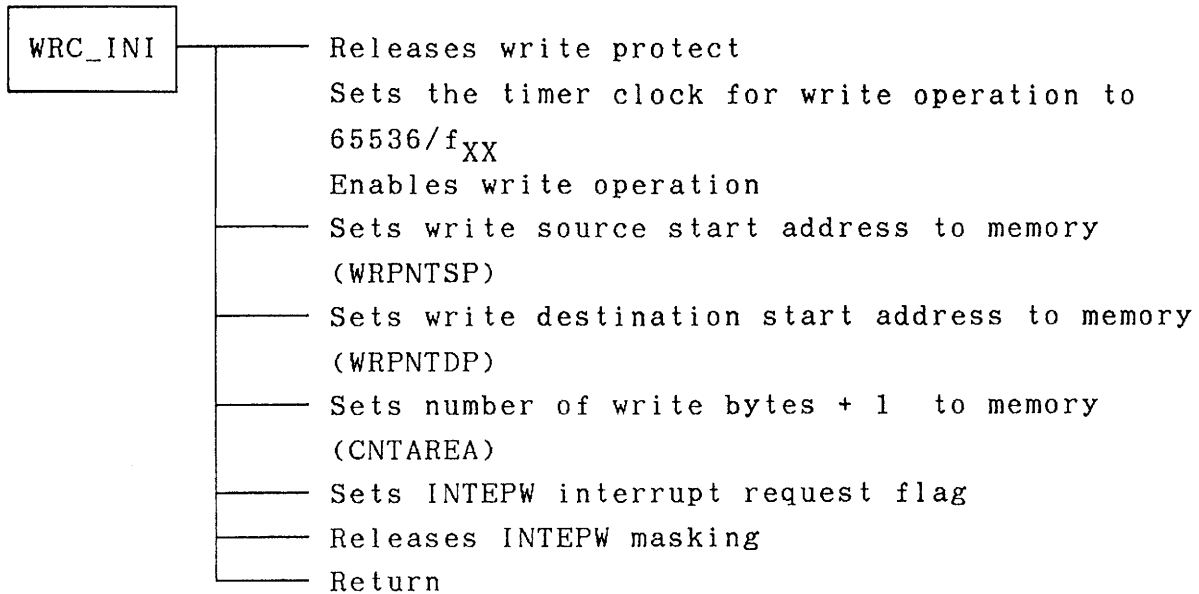 WRC_INI
Releases write protect
Sets the timer clock for write operation to
65536/fXX
Enables write operation
Sets write source start address to memory
(WRPNTSP)
Sets write destination start address to memory
(WRPNTDP)
Sets number of write bytes + 1 to memory
(CNTAREA)
Sets INTEPW interrupt request flag
Releases INTEPW masking
Return